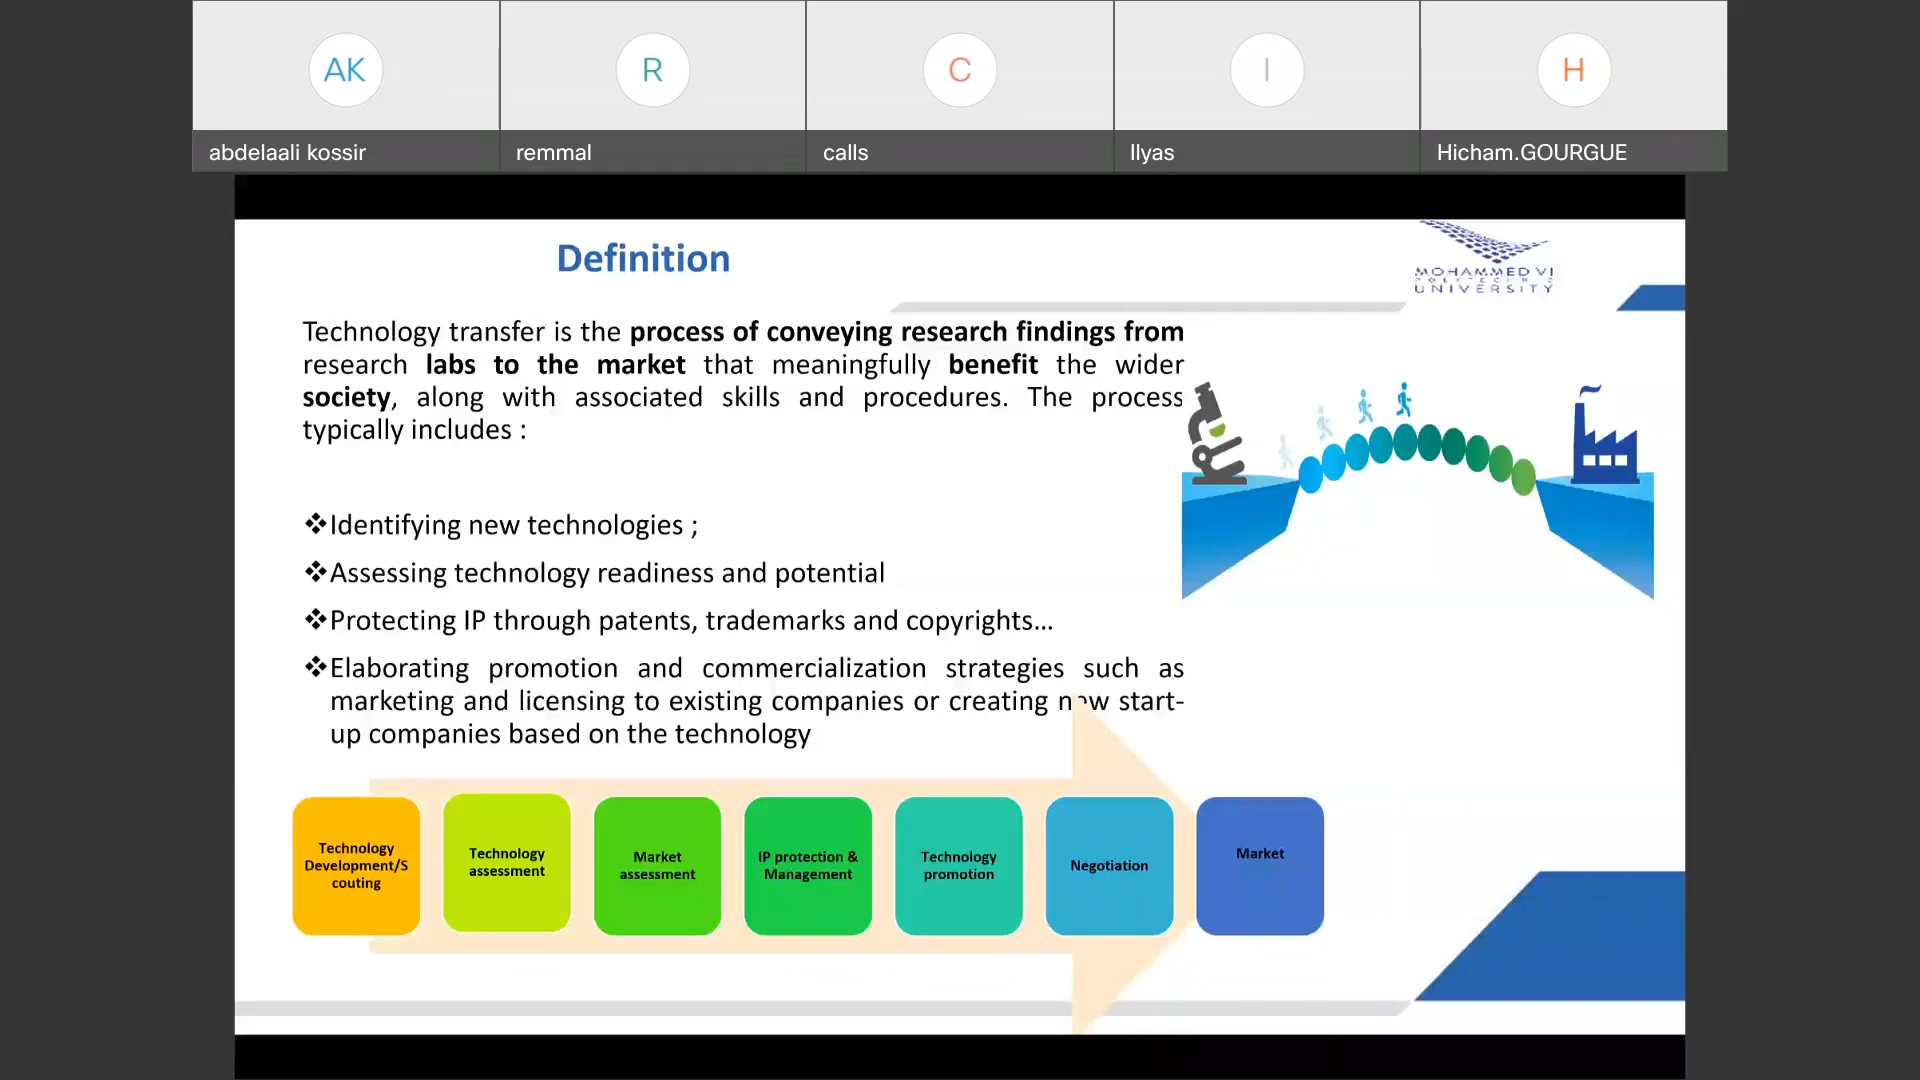 AK
R
C
I
H
abdelaali kossir
remmal
calls
Ilyas
Hicham.GOURGUE
Definition
MOHAMMED VI
POLYTECHNIC
UNIVERSITY
Technology transfer is the process of conveying research findings from
research labs to the market that meaningfully benefit the wider
society, along with associated skills and procedures. The process
typically includes :
❖Identifying new technologies ;
❖Assessing technology readiness and potential
❖Protecting IP through patents, trademarks and copyrights...
❖Elaborating promotion and commercialization strategies such as
marketing and licensing to existing companies or creating new start-
up companies based on the technology
Technology
Development/S
couting
Technology
assessment
Market
assessment
IP protection &
Management
Technology
promotion
Negotiation
Market